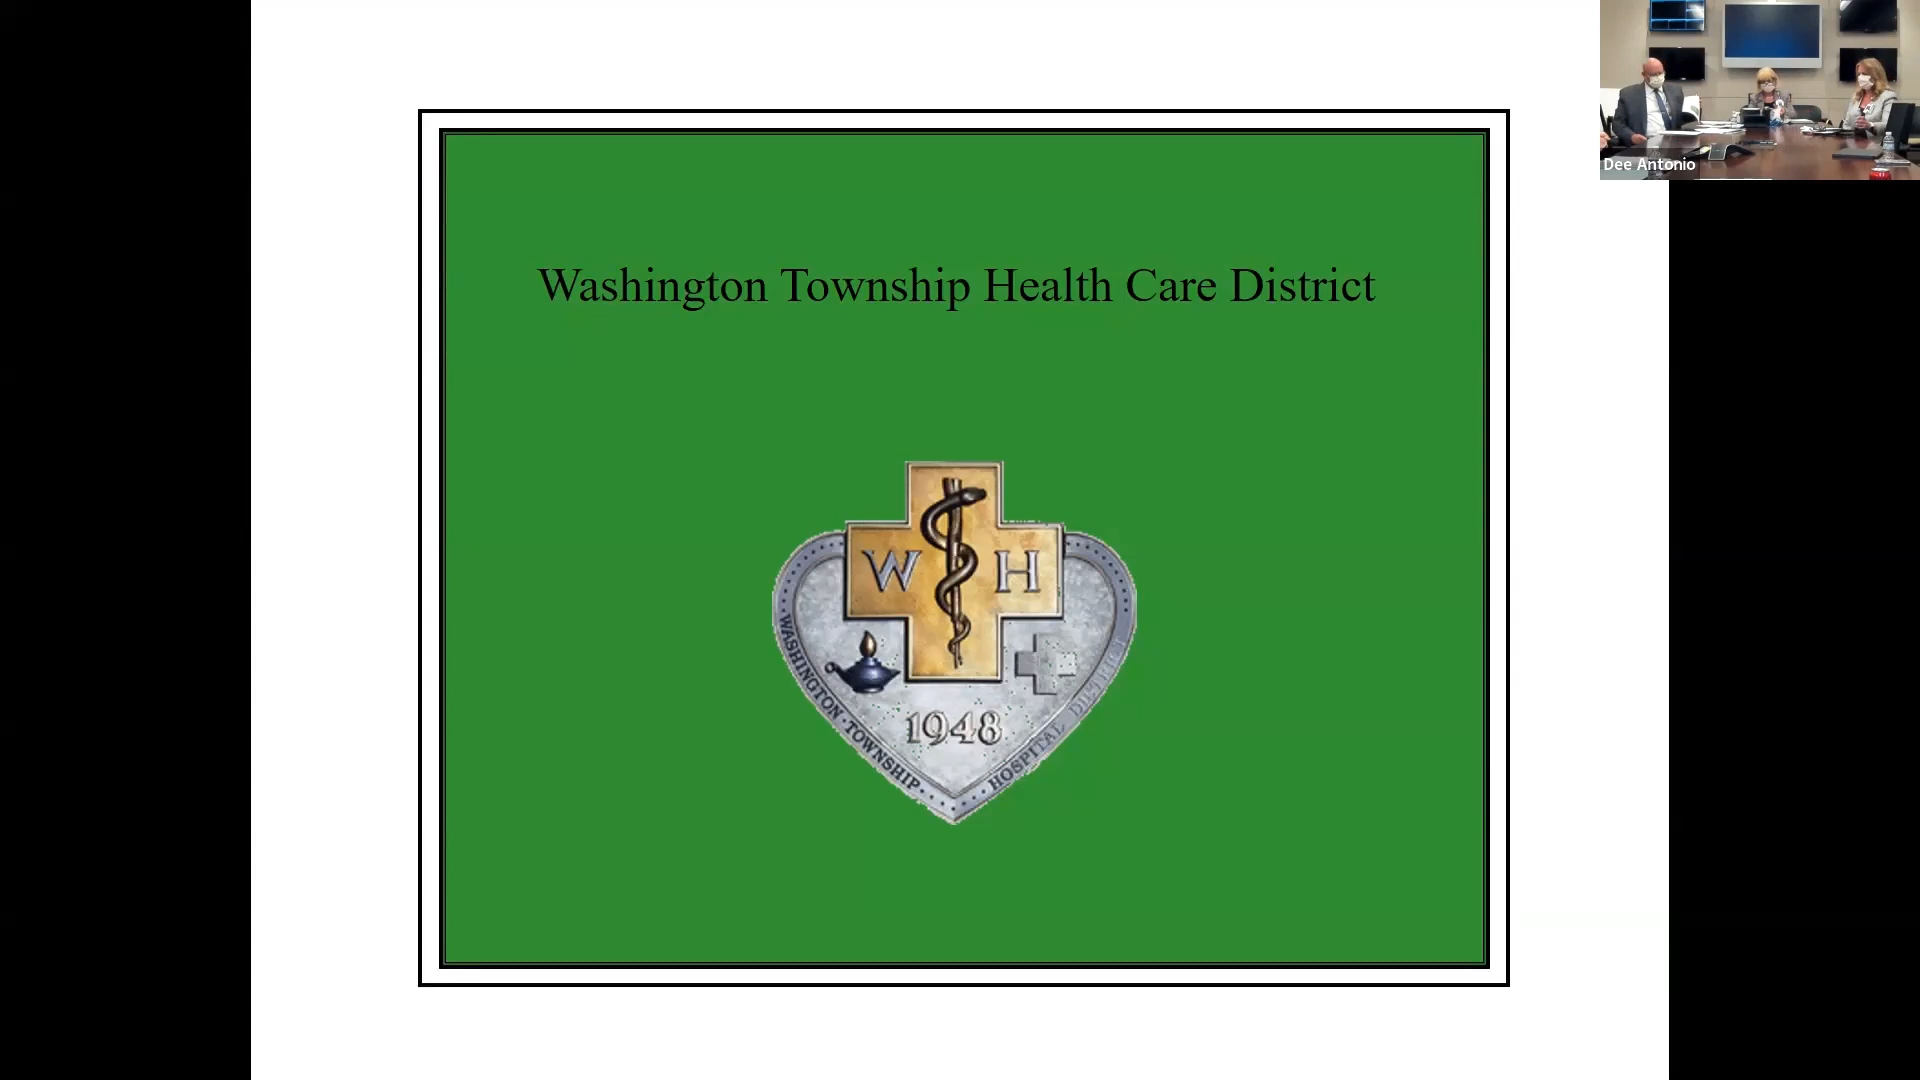 Washington Township Health Care District
W H
1948
WASHINGTON · TOWNSHIP
HOSPITAL DISTRICT
Dee Antonio